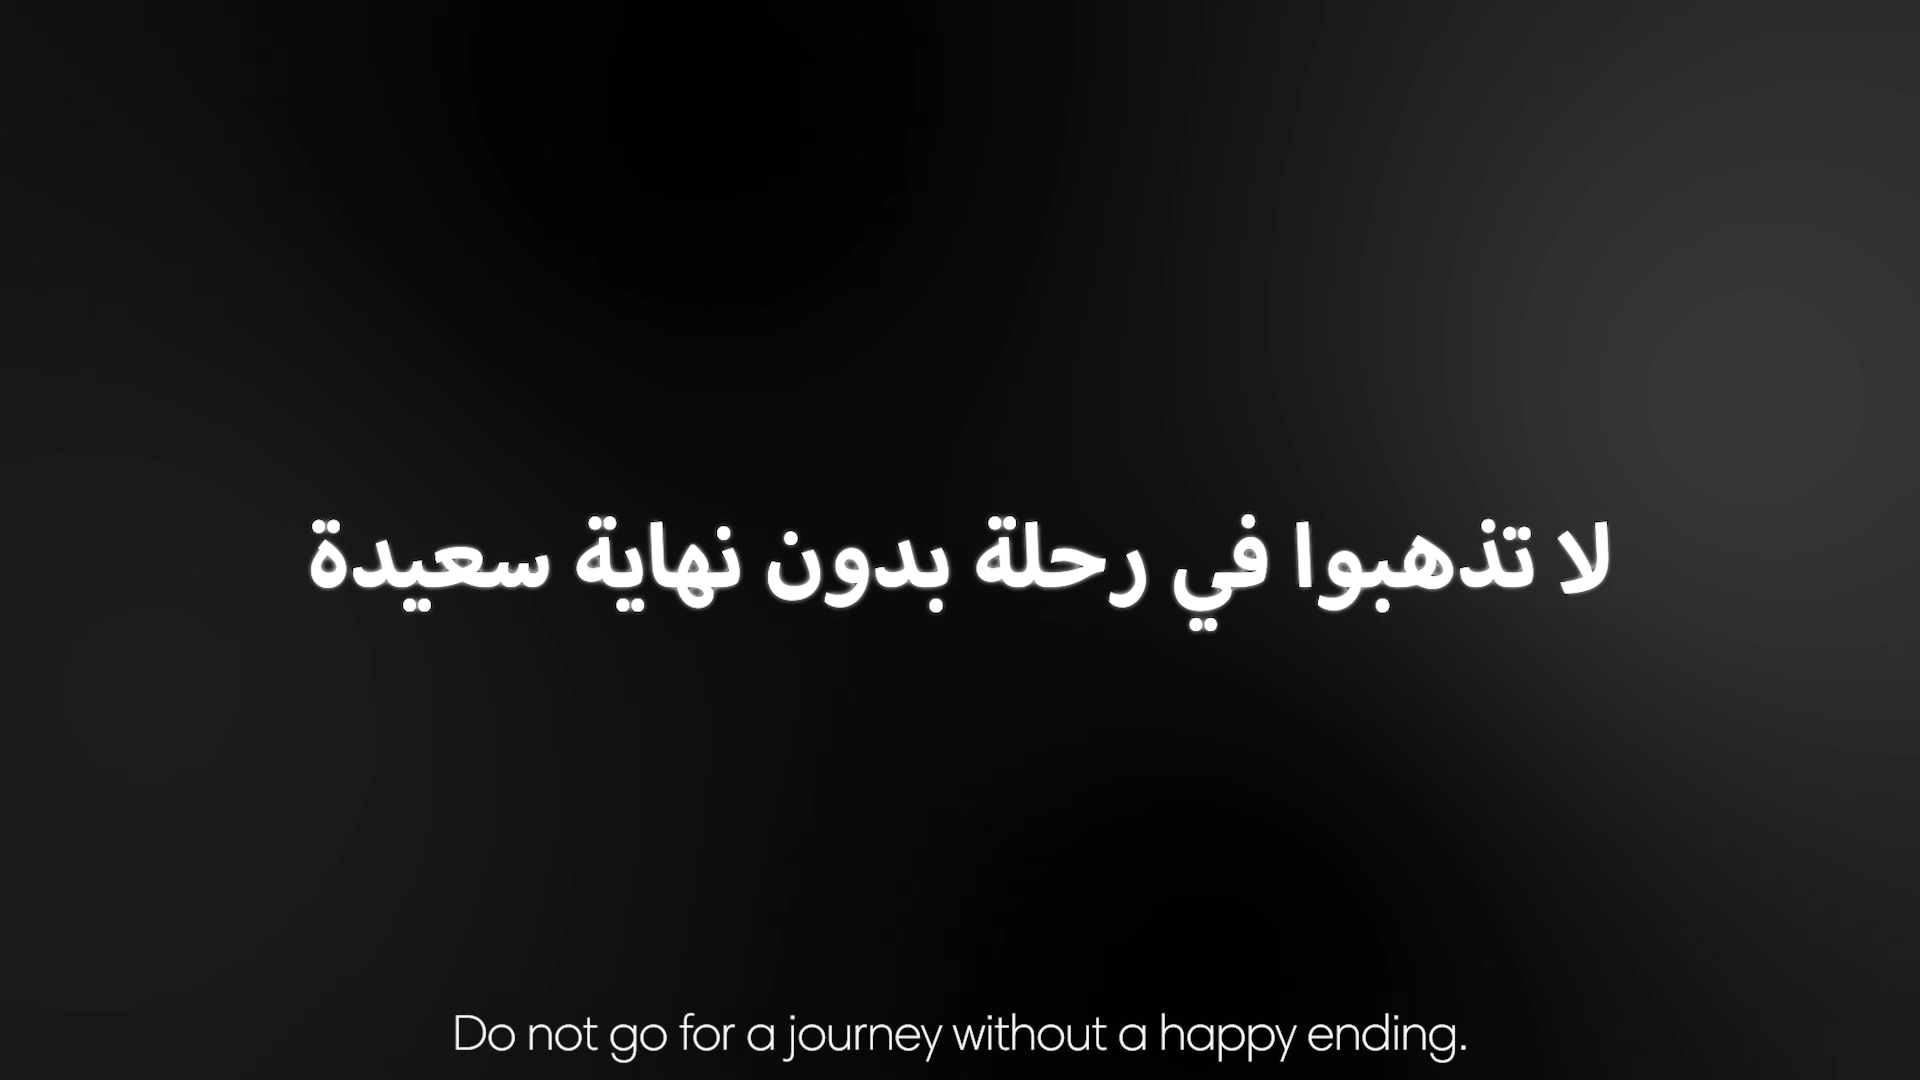 لا تذهبوا في رحلة بدون نهاية سعيدة
Do not go for a journey without a happy ending.